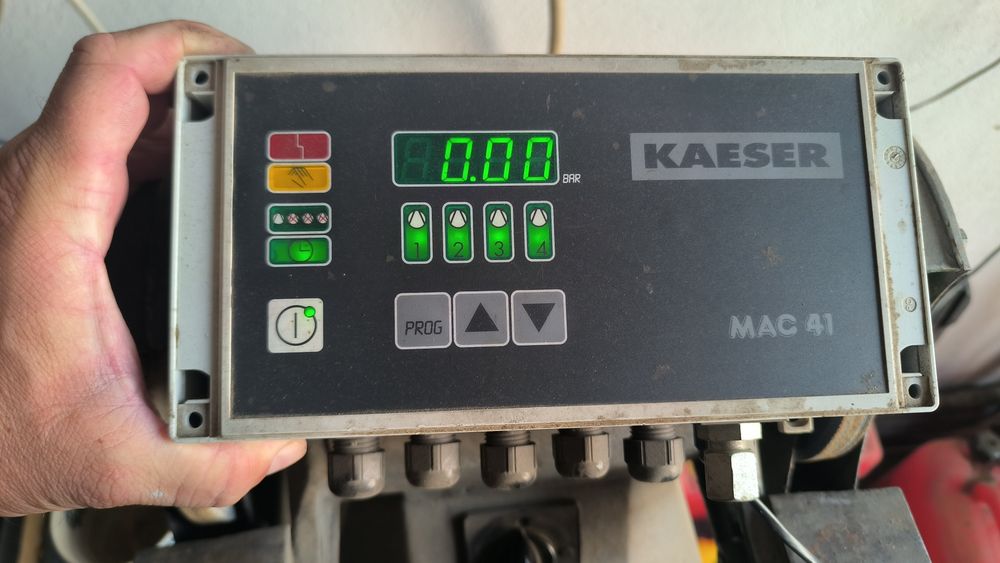 0.00
BAR
KAESER
1 2 3 4
PROG
MAC 41